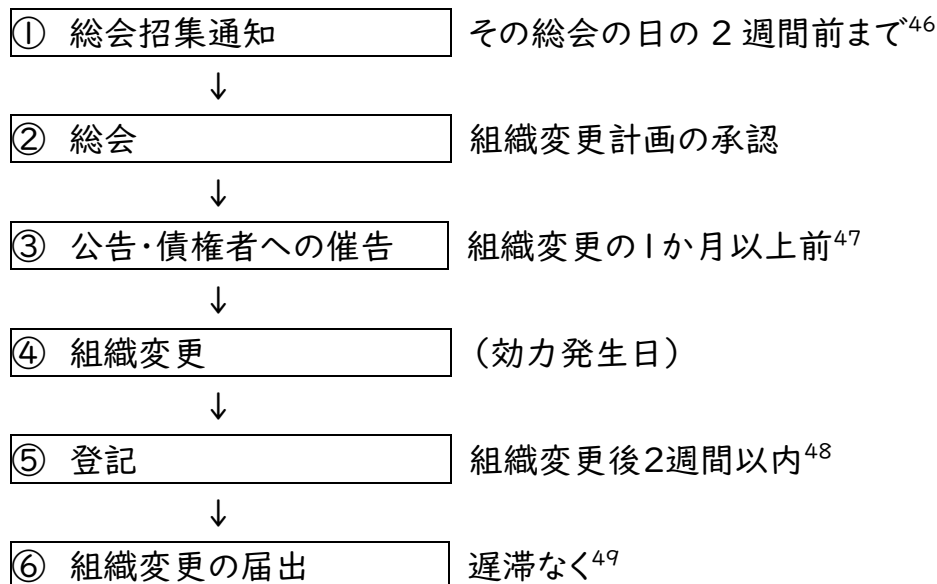 ① 総会招集通知 その総会の日の 2 週間前まで46
↓
② 総会 組織変更計画の承認
↓
③ 公告・債権者への催告 組織変更の1か月以上前47
↓
④ 組織変更 (効力発生日)
↓
⑤ 登記 組織変更後2週間以内48
↓
⑥ 組織変更の届出 遅滞なく49